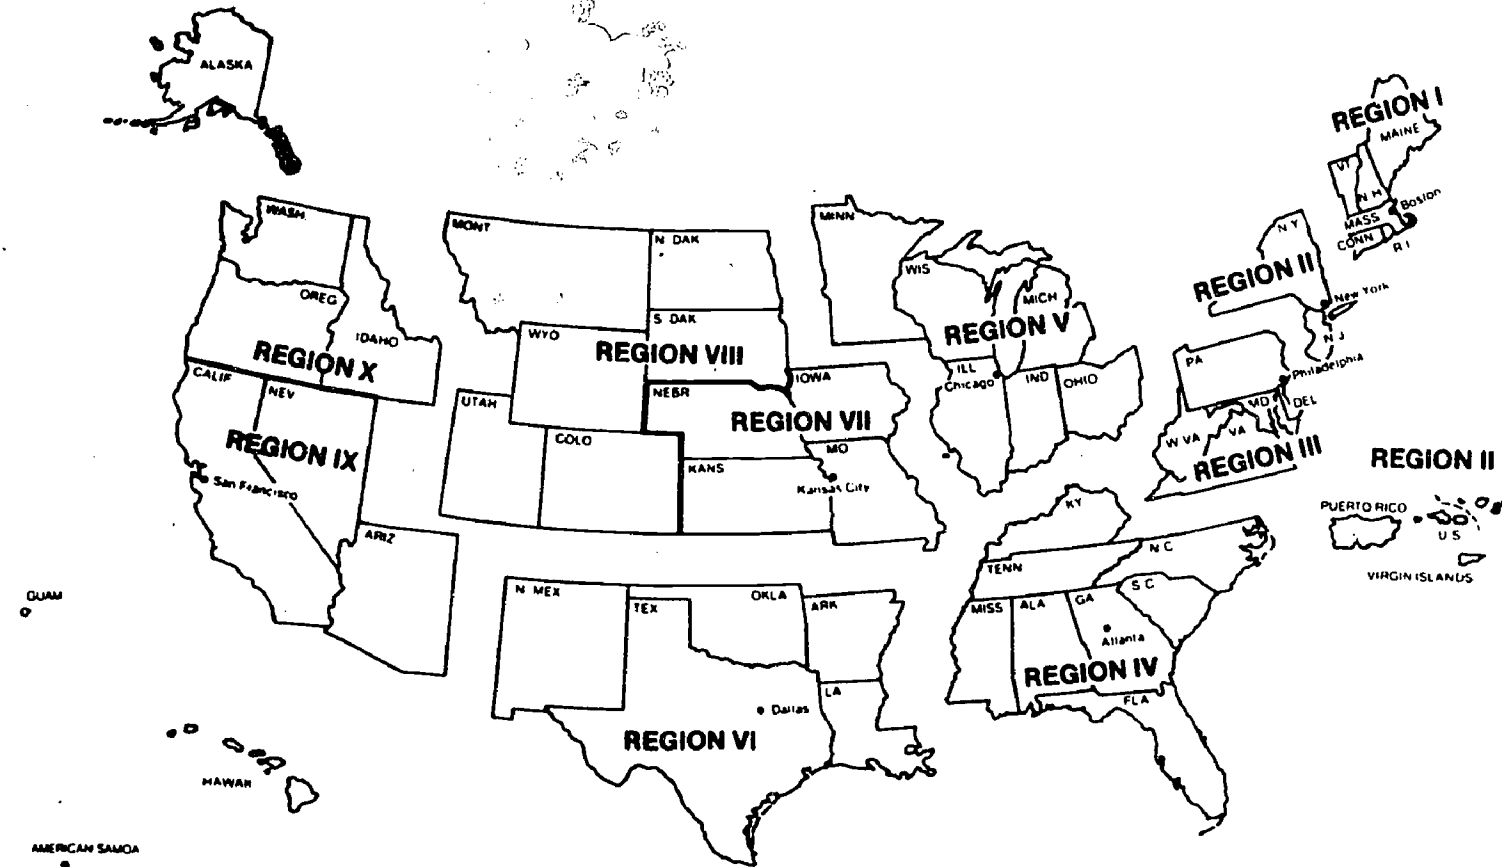 ALASKA
REGION I
MAINE
VT
N H
MASS
Boston
CONN
R I
N Y
REGION II
New York
N J
WASH
OREG
IDAHO
REGION X
MONT
N DAK
S DAK
WYO
REGION VIII
UTAH
COLO
MINN
WIS
MICH
REGION V
ILL
Chicago
IND
OHIO
PA
Philadelphia
MD
DEL
W VA
VA
REGION III
CALIF
NEV
REGION IX
San Francisco
ARIZ
NEBR
IOWA
REGION VII
KANS
MO
Kansas City
REGION II
PUERTO RICO
U S
VIRGIN ISLANDS
KY
TENN
N C
S C
MISS
ALA
GA
Atlanta
REGION IV
FLA
N MEX
TEX
OKLA
ARK
LA
Dallas
REGION VI
GUAM
HAWAII
AMERICAN SAMOA